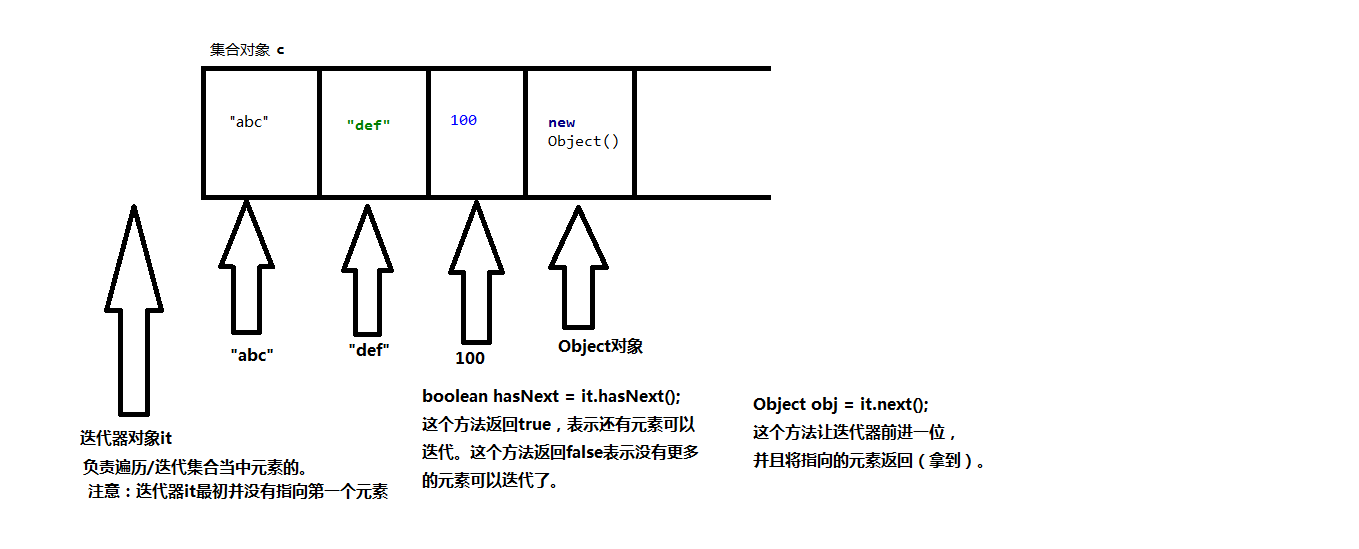 集合对象 c
"abc"
"def"
100
new
Object()
"abc"
"def"
100
Object对象
迭代器对象it
负责遍历/迭代集合当中元素的。
注意：迭代器it最初并没有指向第一个元素
boolean hasNext = it.hasNext();
这个方法返回true，表示还有元素可以
迭代。这个方法返回false表示没有更多
的元素可以迭代了。
Object obj = it.next();
这个方法让迭代器前进一位，
并且将指向的元素返回（拿到）。